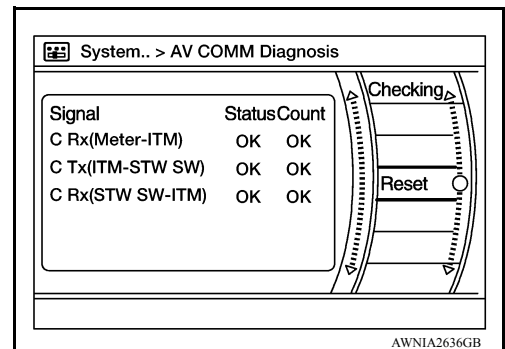 System.. > AV COMM Diagnosis
Checking
Signal Status Count
C Rx(Meter-ITM) OK OK
C Tx(ITM-STW SW) OK OK
C Rx(STW SW-ITM) OK OK
Reset
AWNIA2636GB